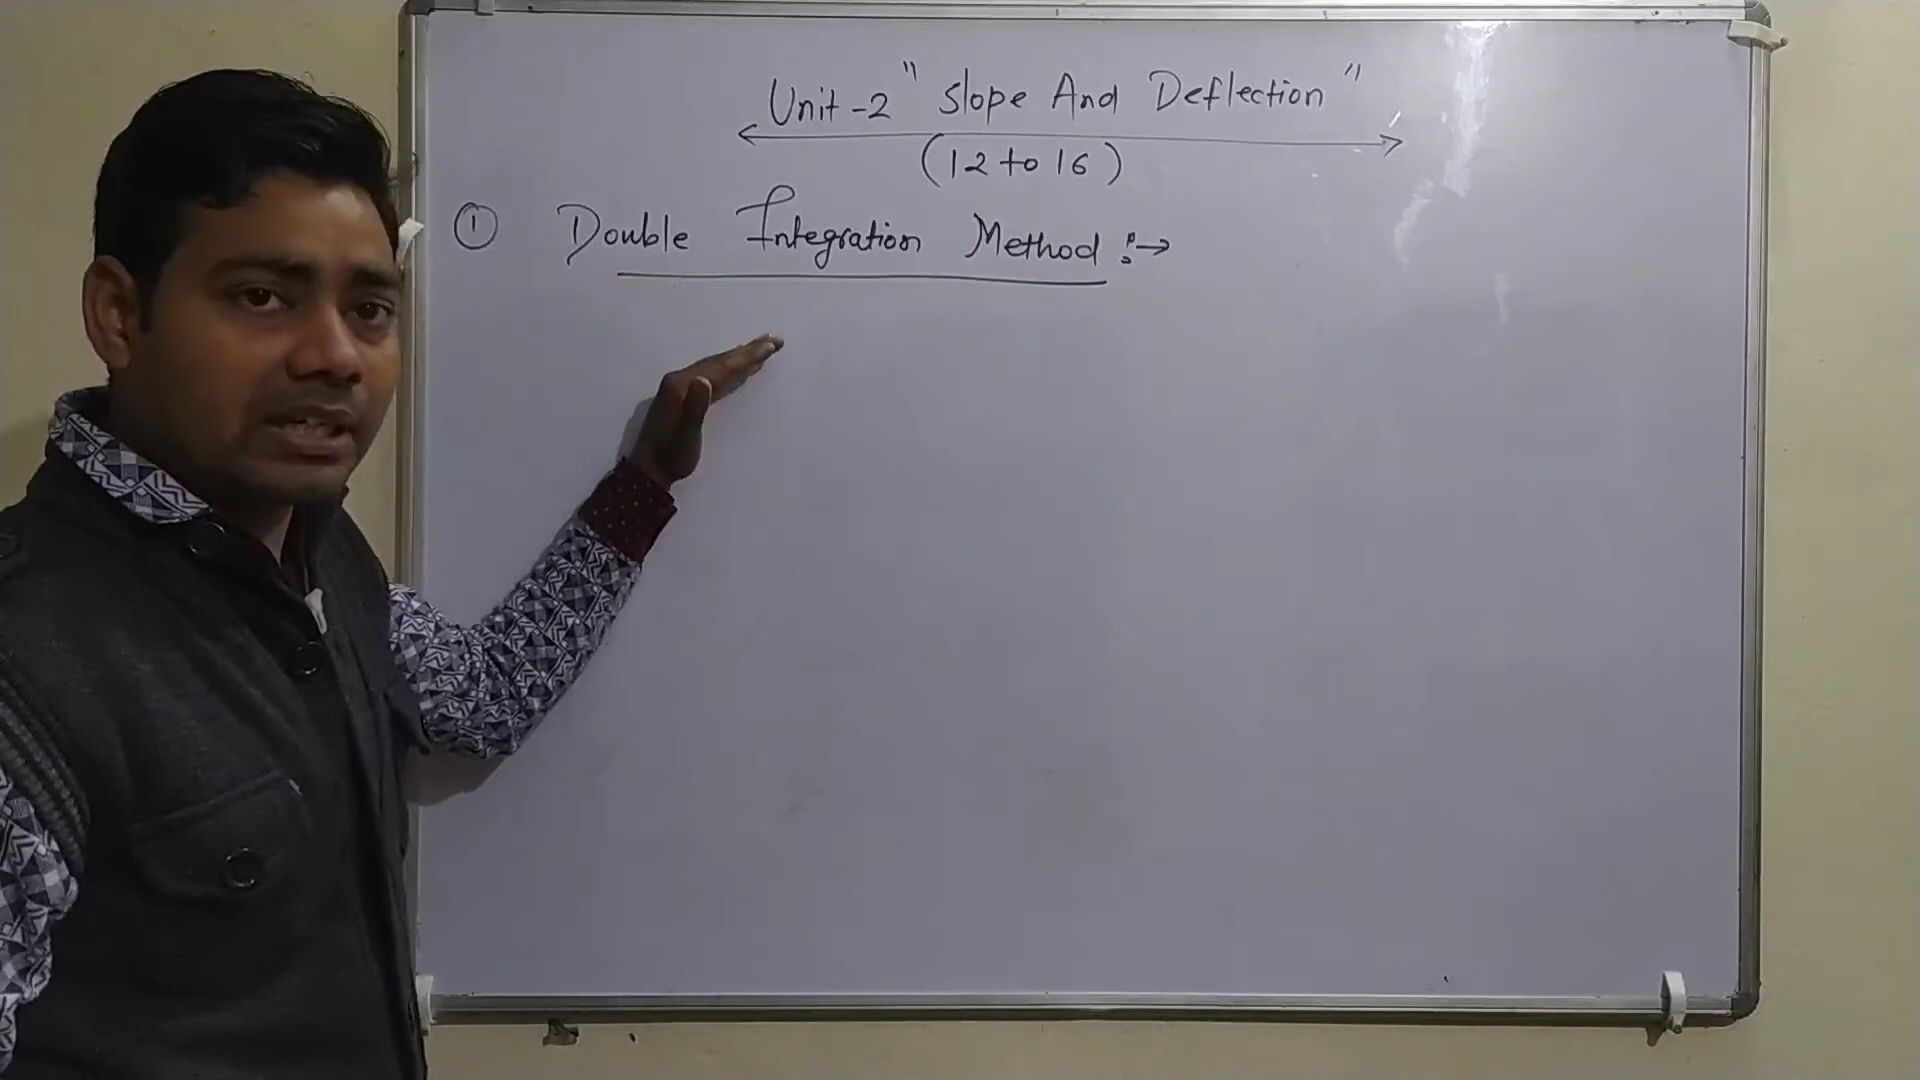 Unit-2 "Slope And Deflection"
(12 to 16)
① Double Integration Method :→